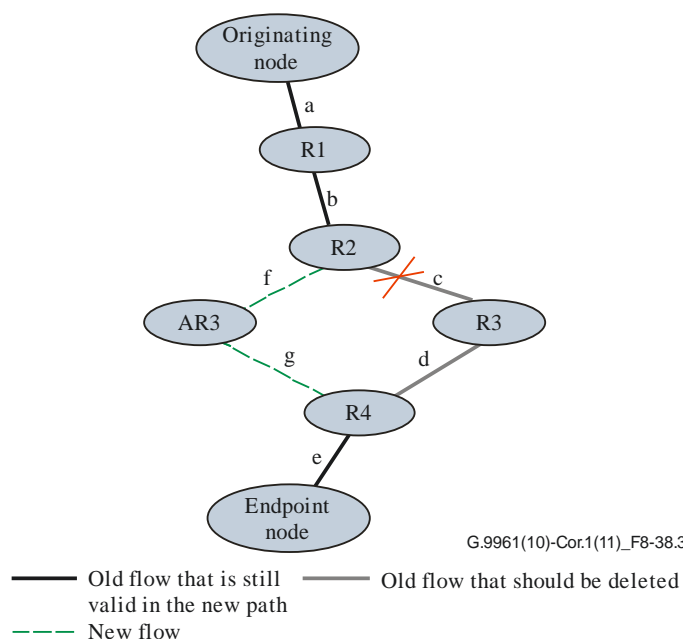 Originating
node
a
R1
b
R2
f
c
AR3
R3
g
d
R4
e
Endpoint
node
G.9961(10)-Cor.1(11)_F8-38.3
Old flow that is still
valid in the new path
Old flow that should be deleted
New flow